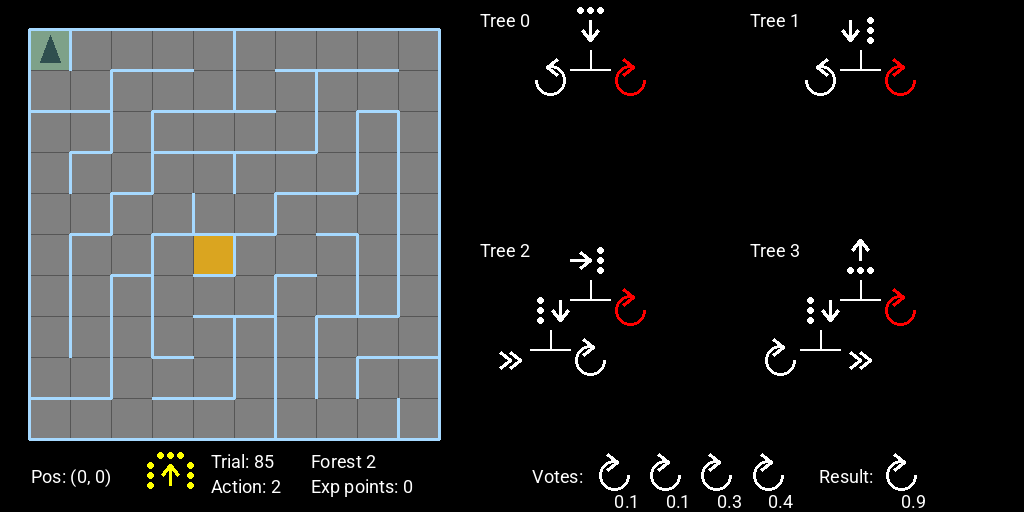 Tree 0
Tree 1
Tree 2
Tree 3
Pos: (0, 0)
Trial: 85
Forest 2
Action: 2
Exp points: 0
Votes:
0.1
0.1
0.3
0.4
Result:
0.9